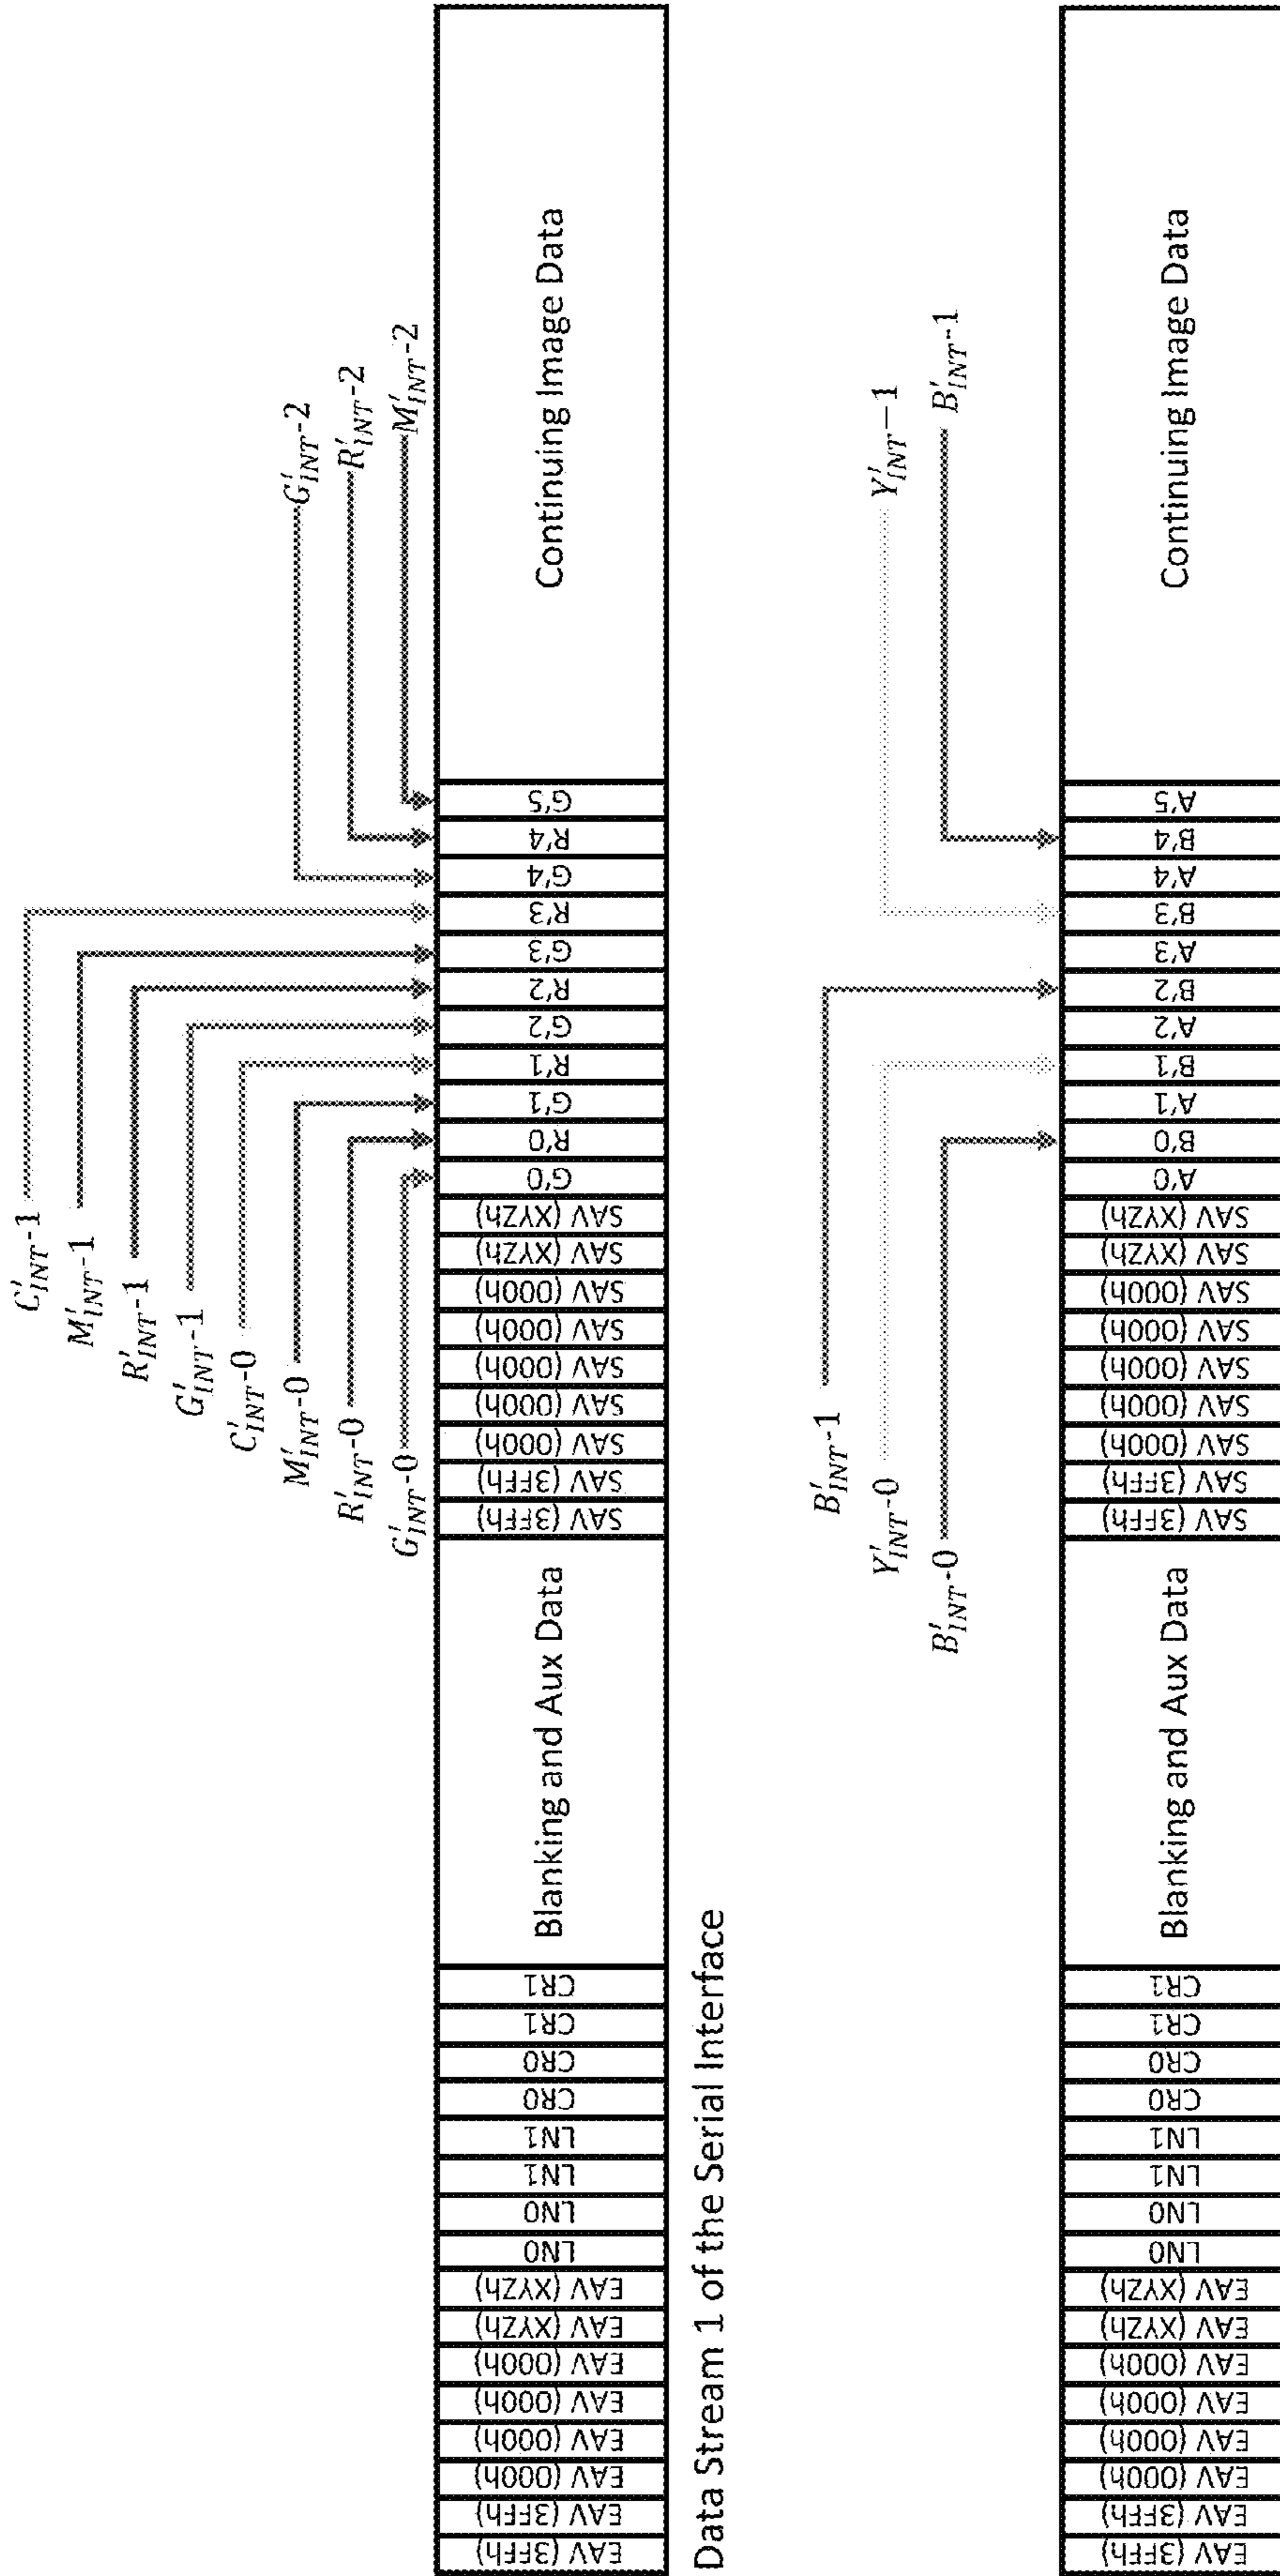 C'INT-1
M'INT-1
R'INT-1
G'INT-1
C'INT-0
M'INT-0
R'INT-0
G'INT-0
G'INT-2
R'INT-2
M'INT-2
EAV (3FFh)
EAV (3FFh)
EAV (000h)
EAV (000h)
EAV (000h)
EAV (000h)
EAV (XYZh)
EAV (XYZh)
LN0
LN0
LN1
LN1
CR0
CR0
CR1
CR1
Blanking and Aux Data
SAV (3FFh)
SAV (3FFh)
SAV (000h)
SAV (000h)
SAV (000h)
SAV (000h)
SAV (000h)
SAV (XYZh)
SAV (XYZh)
G'0
R'0
G'1
R'1
G'2
R'2
G'3
R'3
G'4
R'4
G'5
Continuing Image Data
Data Stream 1 of the Serial Interface
B'INT-1
Y'INT-0
B'INT-0
Y'INT-1
B'INT-1
EAV (3FFh)
EAV (3FFh)
EAV (000h)
EAV (000h)
EAV (000h)
EAV (000h)
EAV (XYZh)
EAV (XYZh)
LN0
LN0
LN1
LN1
CR0
CR0
CR1
CR1
Blanking and Aux Data
SAV (3FFh)
SAV (3FFh)
SAV (000h)
SAV (000h)
SAV (000h)
SAV (000h)
SAV (000h)
SAV (XYZh)
SAV (XYZh)
A'0
B'0
A'1
B'1
A'2
B'2
A'3
B'3
A'4
B'4
A'5
Continuing Image Data